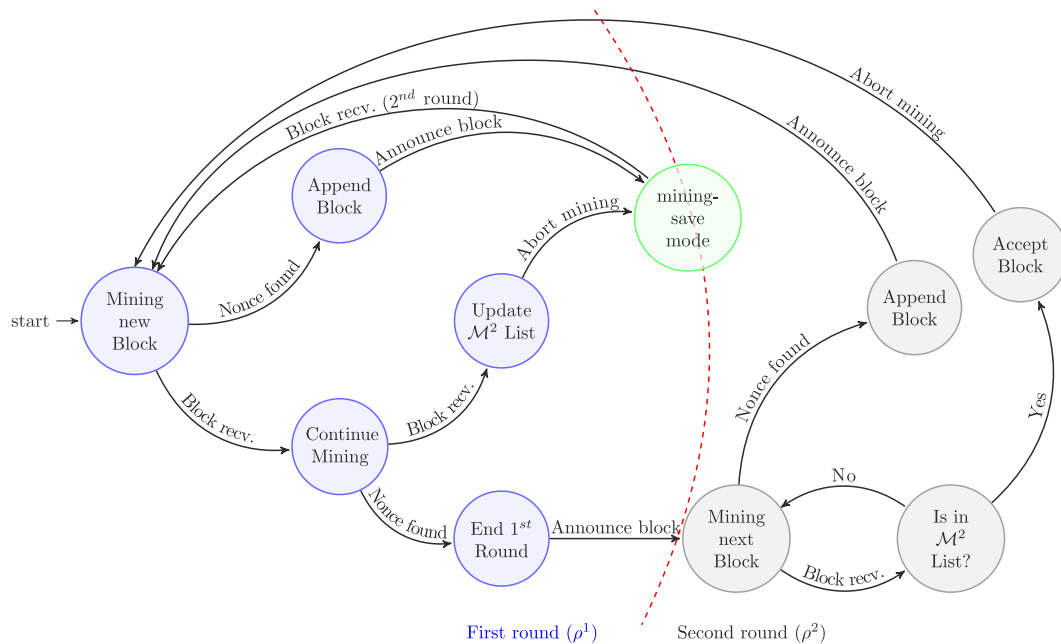 Abort mining
Block recv. (2nd round)
Announce block
Announce block
Append
Block
mining-
save
mode
Accept
Block
Abort mining
Nonce found
Mining
new
Block
start
Update
M² List
Append
Block
Block recv.
Block recv.
Continue
Mining
Nonce found
Yes
Nonce found
End 1st
Round
Announce block
Mining
next
Block
No
Block recv.
Is in
M²
List?
First round (ρ¹)
Second round (ρ²)